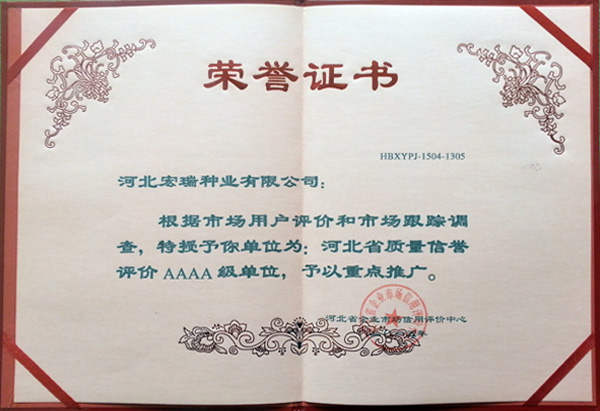 荣誉证书
HBXYPJ-1504-1305
河北宏瑞种业有限公司：
根据市场用户评价和市场跟踪调
查，特授予你单位为：河北省质量信誉
评价AAAA级单位，予以重点推广。
河北省企业市场信用评价中心